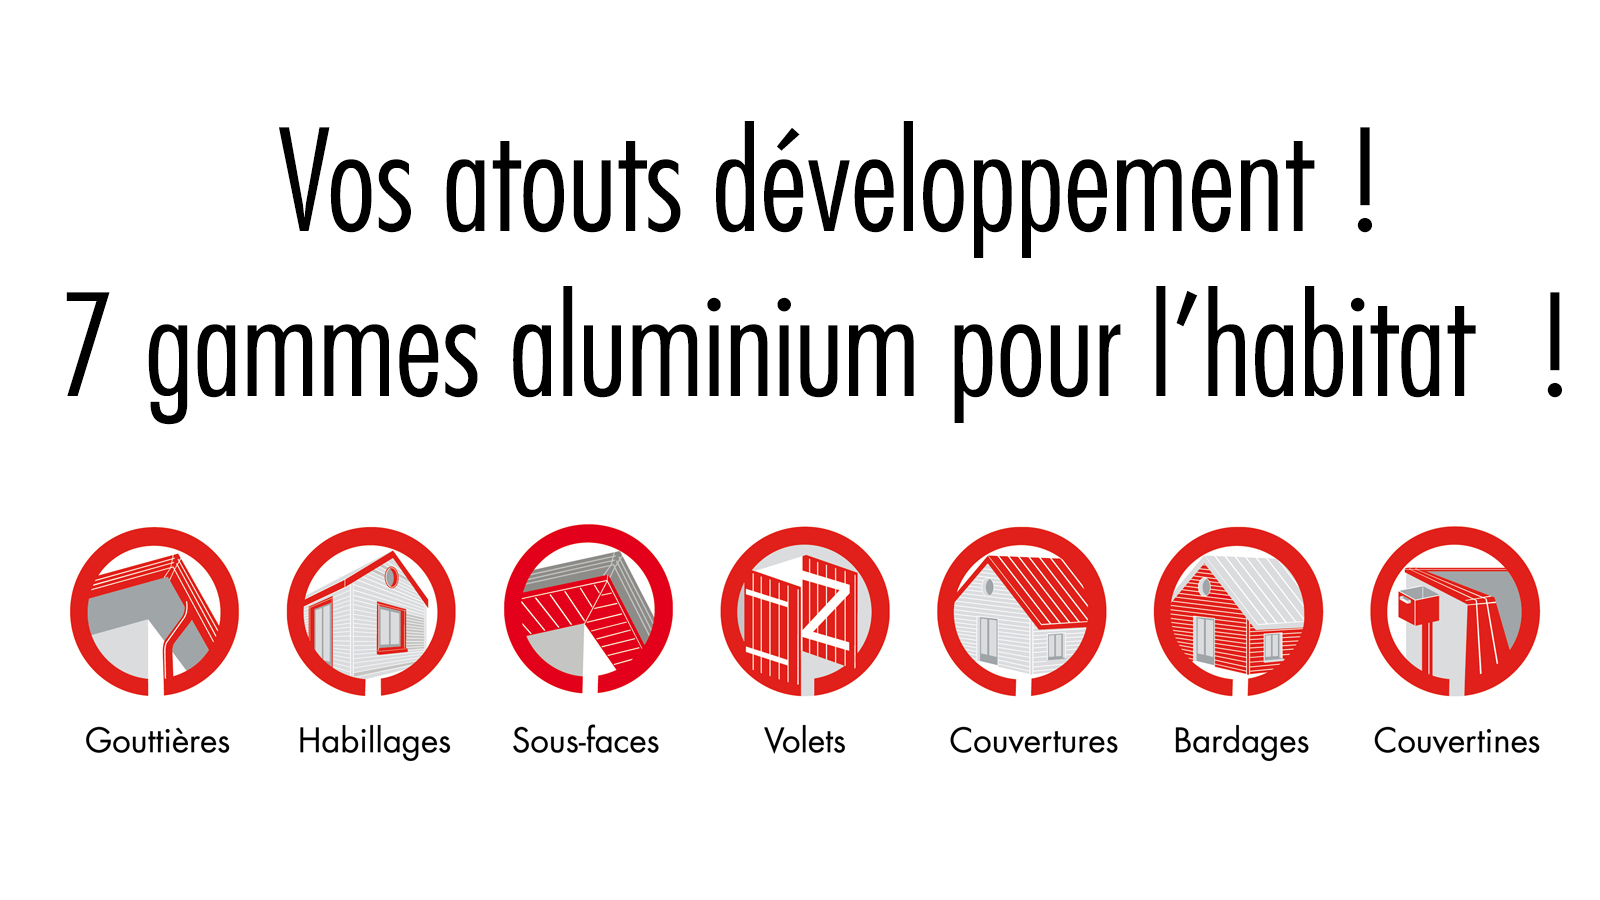 Vos atouts développement !
7 gammes aluminium pour l’habitat !
Gouttières Habillages Sous-faces Volets Couvertures Bardages Couvertines